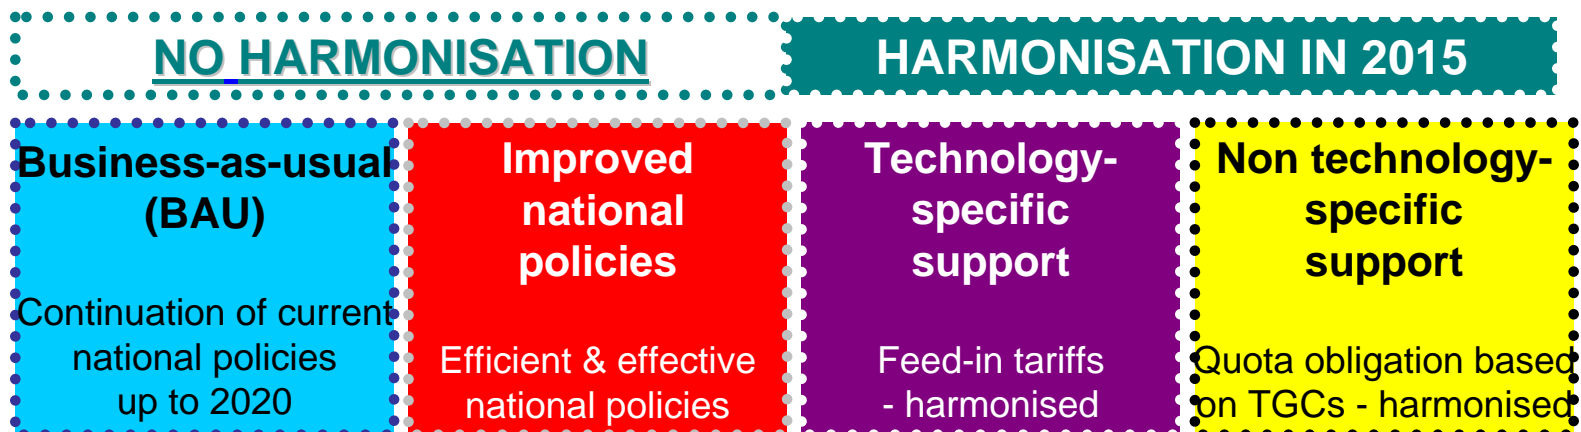 NO HARMONISATION
HARMONISATION IN 2015
Business-as-usual
(BAU)
Continuation of current
national policies
up to 2020
Improved
national
policies
Efficient & effective
national policies
Technology-
specific
support
Feed-in tariffs
- harmonised
Non technology-
specific
support
Quota obligation based
on TGCs - harmonised